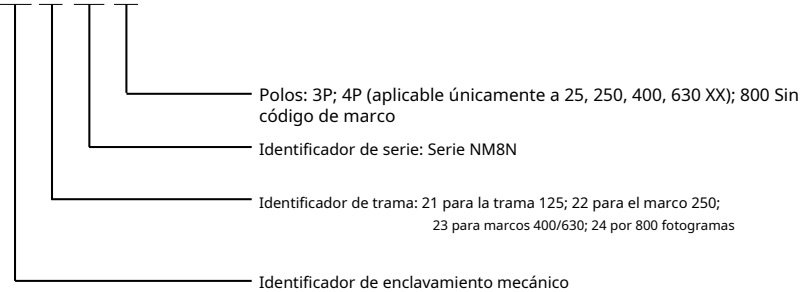 Polos: 3P; 4P (aplicable únicamente a 25, 250, 400, 630 XX); 800 Sin
código de marco
Identificador de serie: Serie NM8N
Identificador de trama: 21 para la trama 125; 22 para el marco 250;
23 para marcos 400/630; 24 por 800 fotogramas
Identificador de enclavamiento mecánico